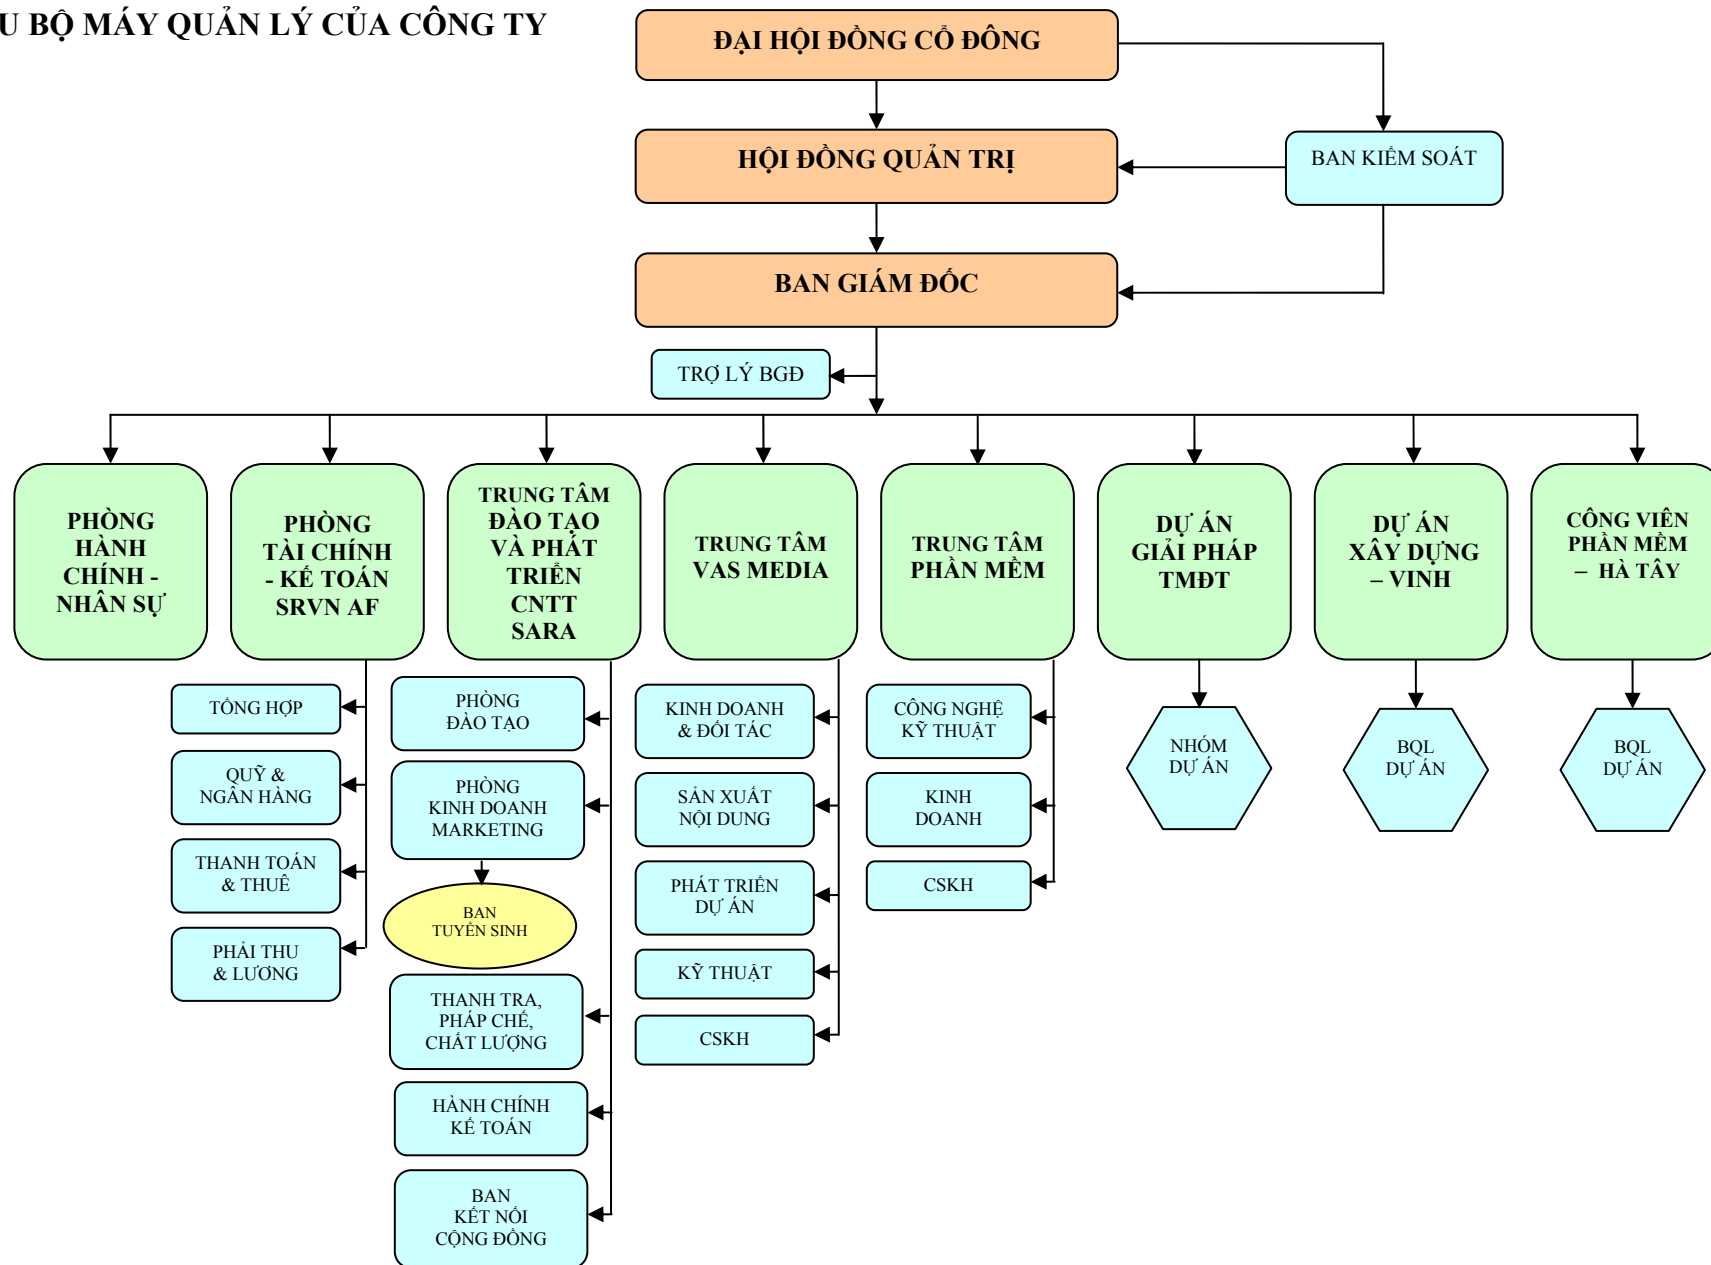 U BỘ MÁY QUẢN LÝ CỦA CÔNG TY
ĐẠI HỘI ĐỒNG CỔ ĐÔNG
HỘI ĐỒNG QUẢN TRỊ
BAN KIỂM SOÁT
BAN GIÁM ĐỐC
TRỢ LÝ BGĐ
PHÒNG
HÀNH
CHÍNH -
NHÂN SỰ
PHÒNG
TÀI CHÍNH
- KẾ TOÁN
SRVN AF
TRUNG TÂM
ĐÀO TẠO
VÀ PHÁT
TRIỂN
CNTT
SARA
TRUNG TÂM
VAS MEDIA
TRUNG TÂM
PHẦN MỀM
DỰ ÁN
GIẢI PHÁP
TMĐT
DỰ ÁN
XÂY DỰNG
– VINH
CÔNG VIÊN
PHẦN MỀM
– HÀ TÂY
TỔNG HỢP
QUỸ &
NGÂN HÀNG
THANH TOÁN
& THUẾ
PHẢI THU
& LƯƠNG
PHÒNG
ĐÀO TẠO
PHÒNG
KINH DOANH
MARKETING
BAN
TUYỂN SINH
THANH TRA,
PHÁP CHẾ,
CHẤT LƯỢNG
HÀNH CHÍNH
KẾ TOÁN
BAN
KẾT NỐI
CỘNG ĐỒNG
KINH DOANH
& ĐỐI TÁC
SẢN XUẤT
NỘI DUNG
PHÁT TRIỂN
DỰ ÁN
KỸ THUẬT
CSKH
CÔNG NGHỆ
KỸ THUẬT
KINH
DOANH
CSKH
NHÓM
DỰ ÁN
BQL
DỰ ÁN
BQL
DỰ ÁN